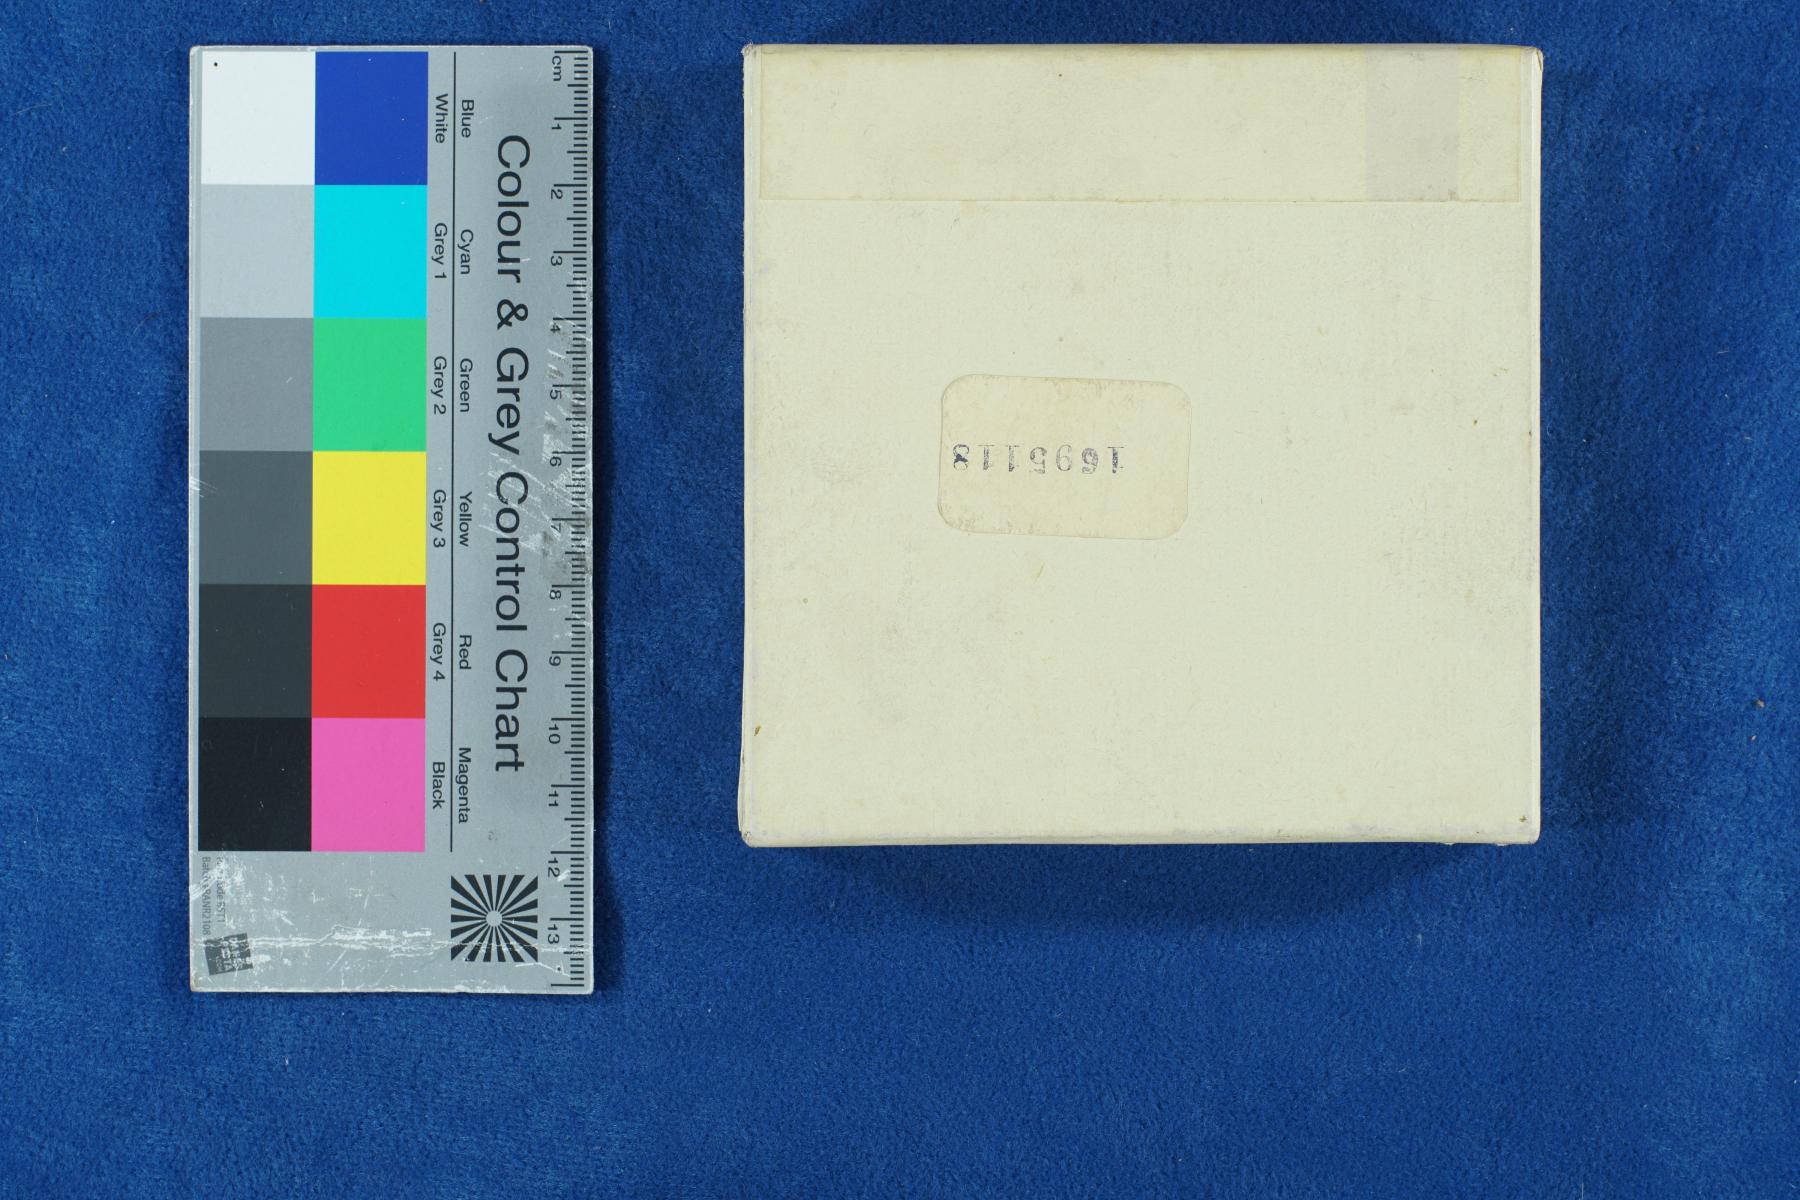 Colour & Grey Control Chart
Blue Cyan Green Yellow Red Magenta
White Grey 1 Grey 2 Grey 3 Grey 4 Black
cm 1 2 3 4 5 6 7 8 9 10 11 12 13
1695118